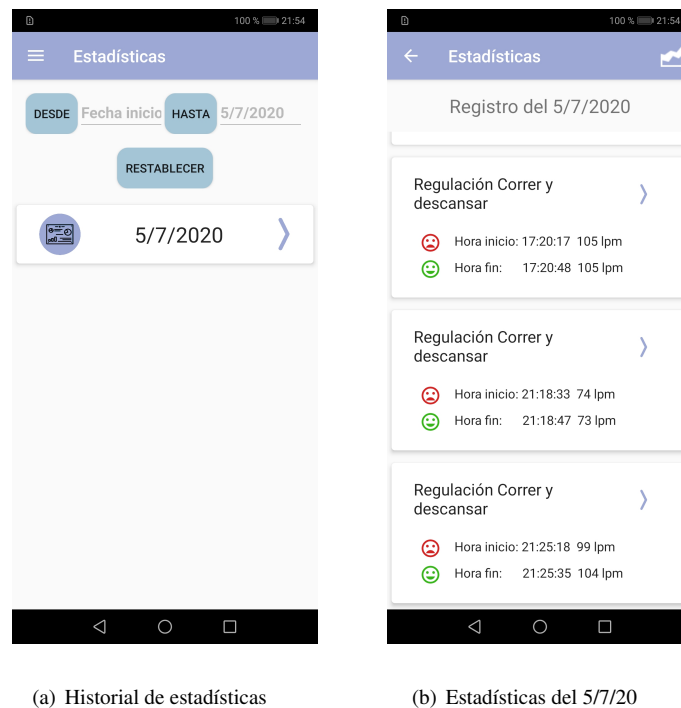 100 % 21:54
Estadísticas
DESDE Fecha inicio HASTA 5/7/2020
RESTABLECER
5/7/2020
(a) Historial de estadísticas
100 % 21:54
Estadísticas
Registro del 5/7/2020
Regulación Correr y
descansar
Hora inicio: 17:20:17 105 lpm
Hora fin: 17:20:48 105 lpm
Regulación Correr y
descansar
Hora inicio: 21:18:33 74 lpm
Hora fin: 21:18:47 73 lpm
Regulación Correr y
descansar
Hora inicio: 21:25:18 99 lpm
Hora fin: 21:25:35 104 lpm
(b) Estadísticas del 5/7/20